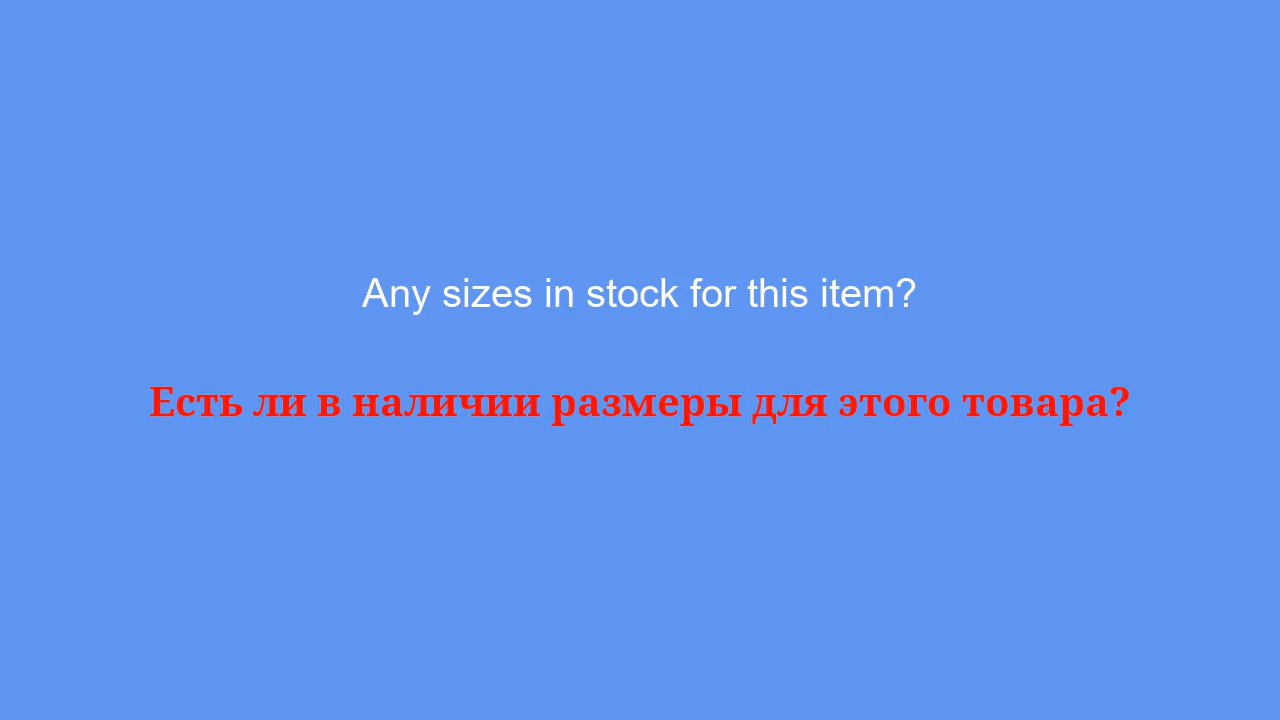 Any sizes in stock for this item?
Есть ли в наличии размеры для этого товара?